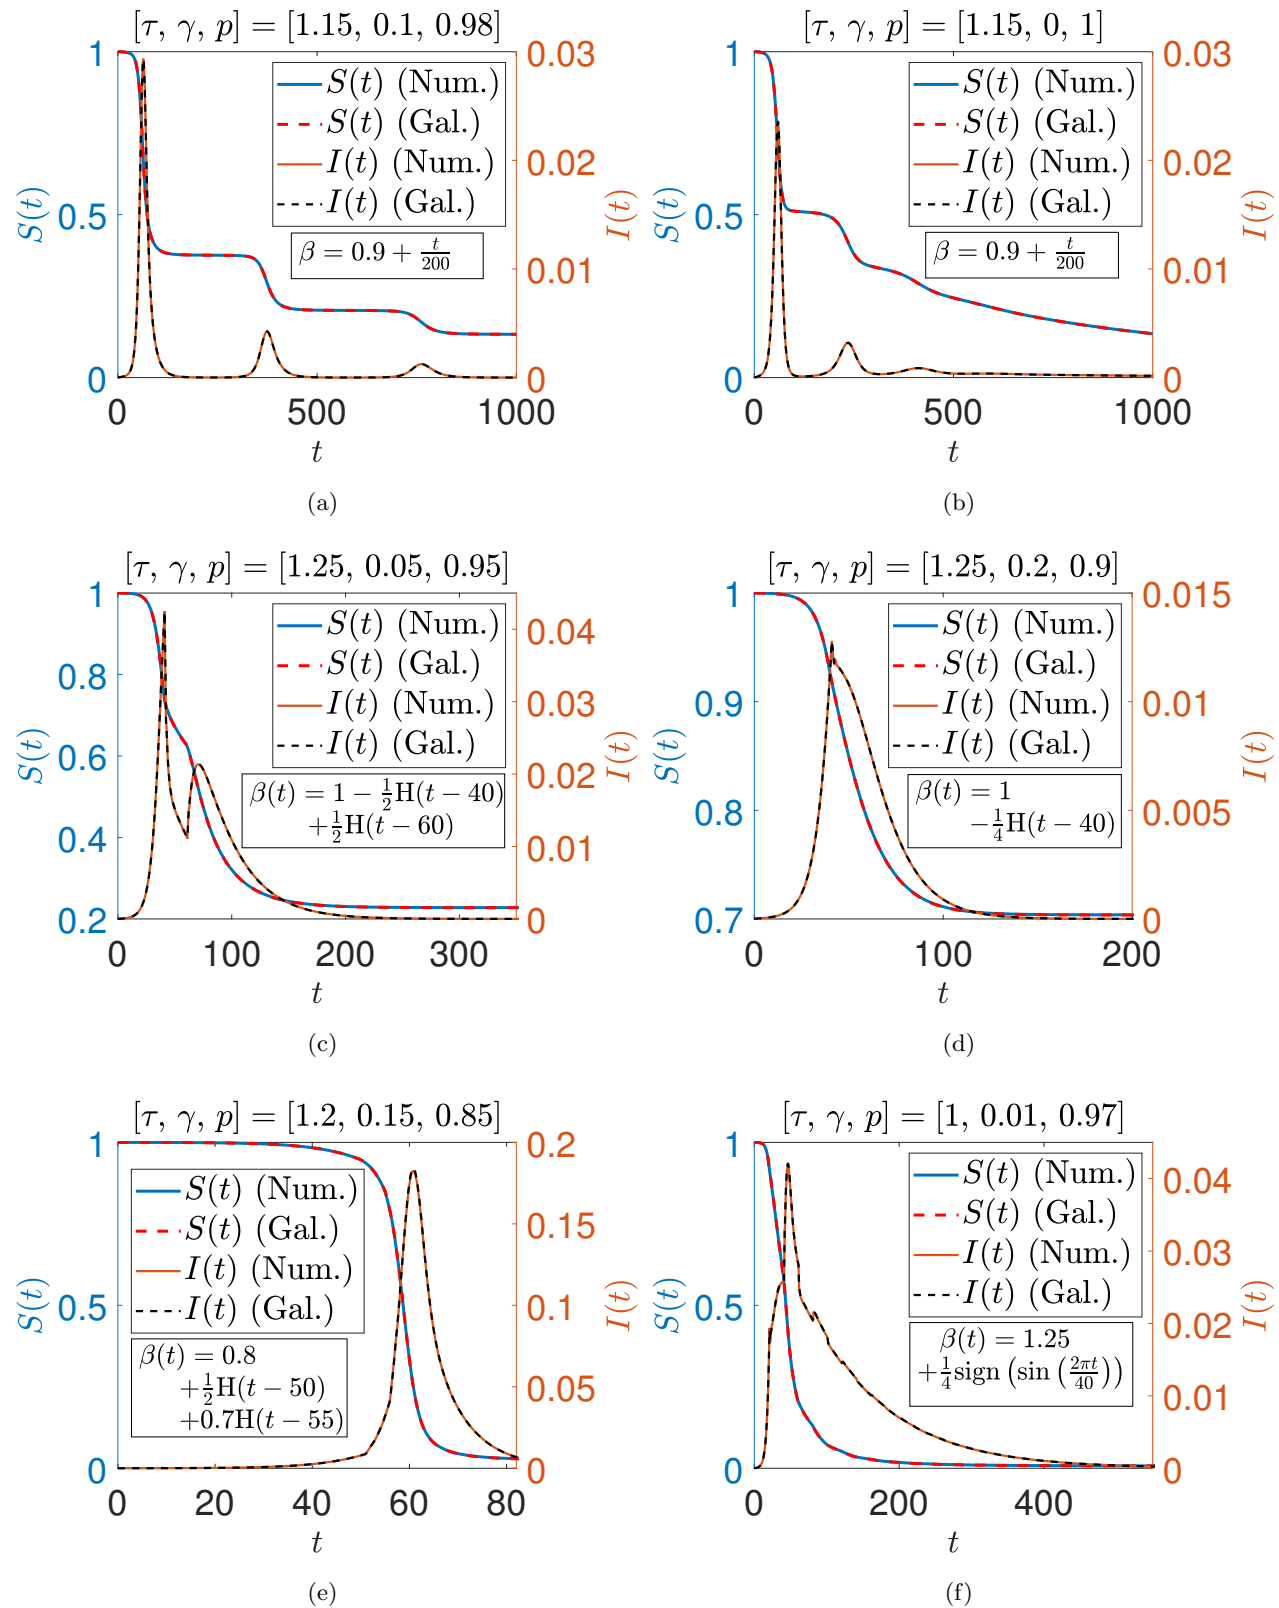 [τ, γ, p] = [1.15, 0.1, 0.98]
1
0.5
0
S(t)
0.03
0.02
0.01
0
I(t)
S(t) (Num.)
S(t) (Gal.)
I(t) (Num.)
I(t) (Gal.)
β = 0.9 + t/200
0 500 1000
t
(a)
[τ, γ, p] = [1.15, 0, 1]
1
0.5
0
S(t)
0.03
0.02
0.01
0
I(t)
S(t) (Num.)
S(t) (Gal.)
I(t) (Num.)
I(t) (Gal.)
β = 0.9 + t/200
0 500 1000
t
(b)
[τ, γ, p] = [1.25, 0.05, 0.95]
1
0.8
0.6
0.4
0.2
S(t)
0.04
0.03
0.02
0.01
0
I(t)
S(t) (Num.)
S(t) (Gal.)
I(t) (Num.)
I(t) (Gal.)
β(t) = 1 − 1/2H(t − 40)
+1/2H(t − 60)
0 100 200 300
t
(c)
[τ, γ, p] = [1.25, 0.2, 0.9]
1
0.9
0.8
0.7
S(t)
0.015
0.01
0.005
0
I(t)
S(t) (Num.)
S(t) (Gal.)
I(t) (Num.)
I(t) (Gal.)
β(t) = 1
−1/4H(t − 40)
0 100 200
t
(d)
[τ, γ, p] = [1.2, 0.15, 0.85]
1
0.5
0
S(t)
0.2
0.15
0.1
0.05
0
I(t)
S(t) (Num.)
S(t) (Gal.)
I(t) (Num.)
I(t) (Gal.)
β(t) = 0.8
+1/2H(t − 50)
+0.7H(t − 55)
0 20 40 60 80
t
(e)
[τ, γ, p] = [1, 0.01, 0.97]
1
0.5
0
S(t)
0.04
0.03
0.02
0.01
0
I(t)
S(t) (Num.)
S(t) (Gal.)
I(t) (Num.)
I(t) (Gal.)
β(t) = 1.25
+1/4sign (sin (2πt/40))
0 200 400
t
(f)